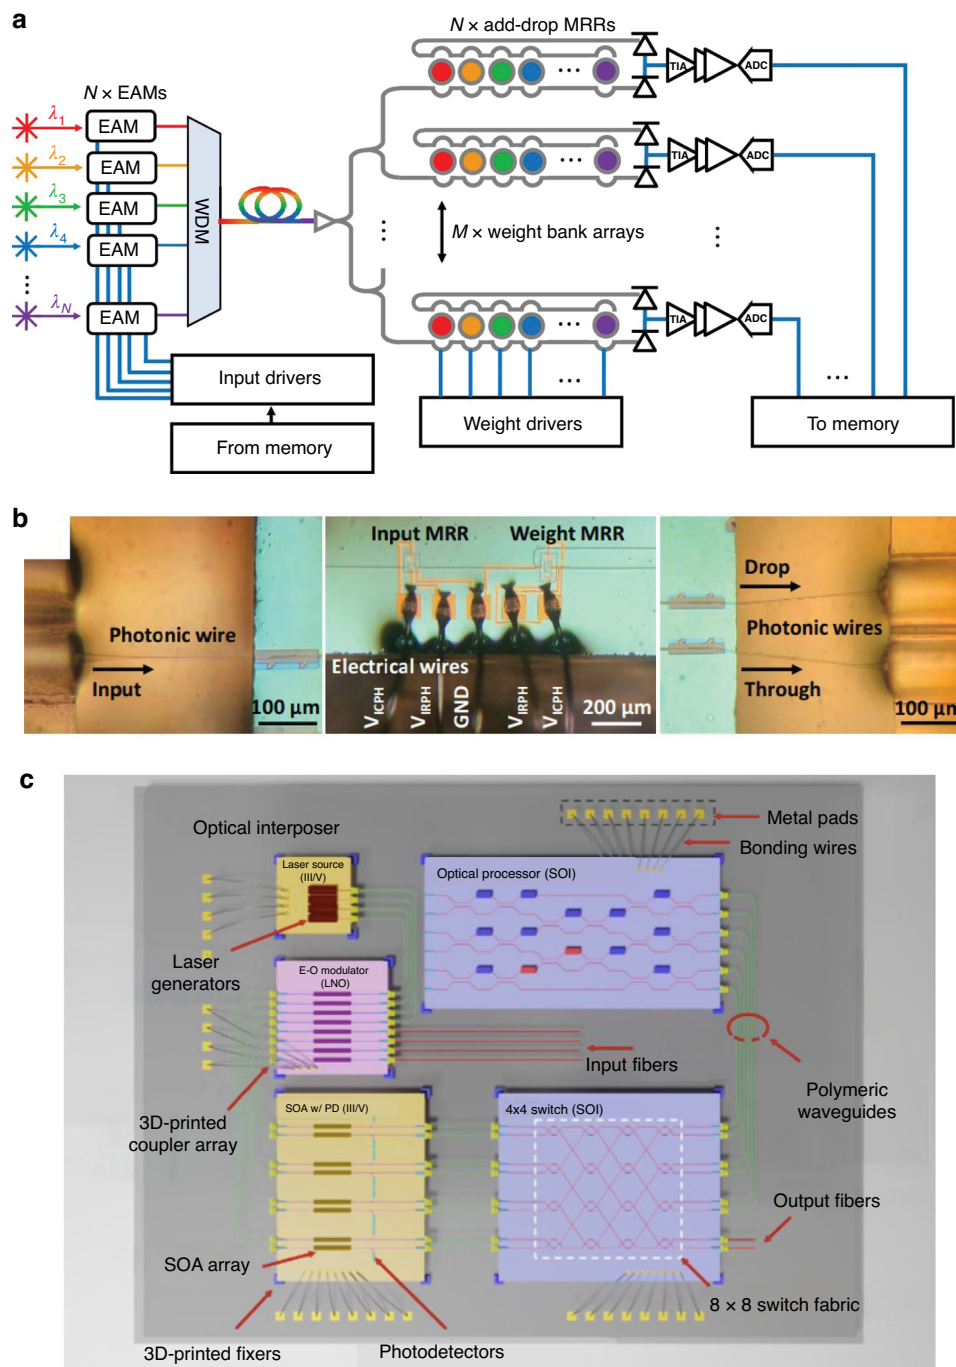 a
N × add-drop MRRs
N × EAMs
λ1
EAM
λ2
EAM
λ3
EAM
λ4
EAM
λN
EAM
WDM
TIA
ADC
TIA
ADC
M × weight bank arrays
TIA
ADC
Input drivers
From memory
Weight drivers
To memory
b
Input MRR
Weight MRR
Photonic wire
Input
100 µm
Electrical wires
VICPH
VIRPH
GND
VIRPH
VICPH
200 µm
Drop
Photonic wires
Through
100 µm
c
Optical interposer
Metal pads
Bonding wires
Laser source
(III/V)
Optical processor (SOI)
Laser
generators
E-O modulator
(LNO)
Input fibers
Polymeric
waveguides
3D-printed
coupler array
SOA w/ PD (III/V)
4x4 switch (SOI)
Output fibers
SOA array
8 × 8 switch fabric
3D-printed fixers
Photodetectors